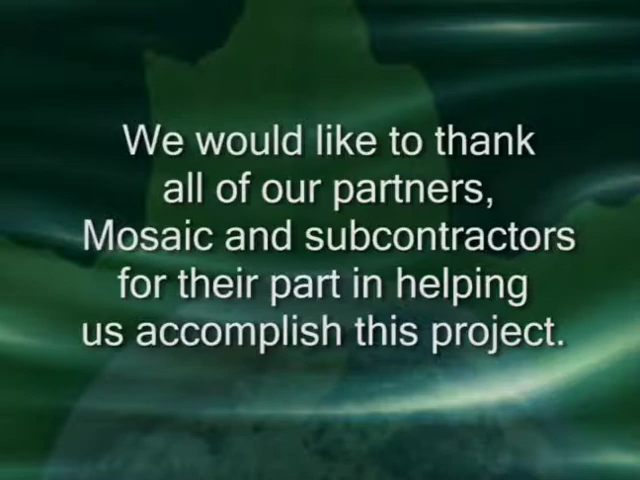 We would like to thank
all of our partners,
Mosaic and subcontractors
for their part in helping
us accomplish this project.